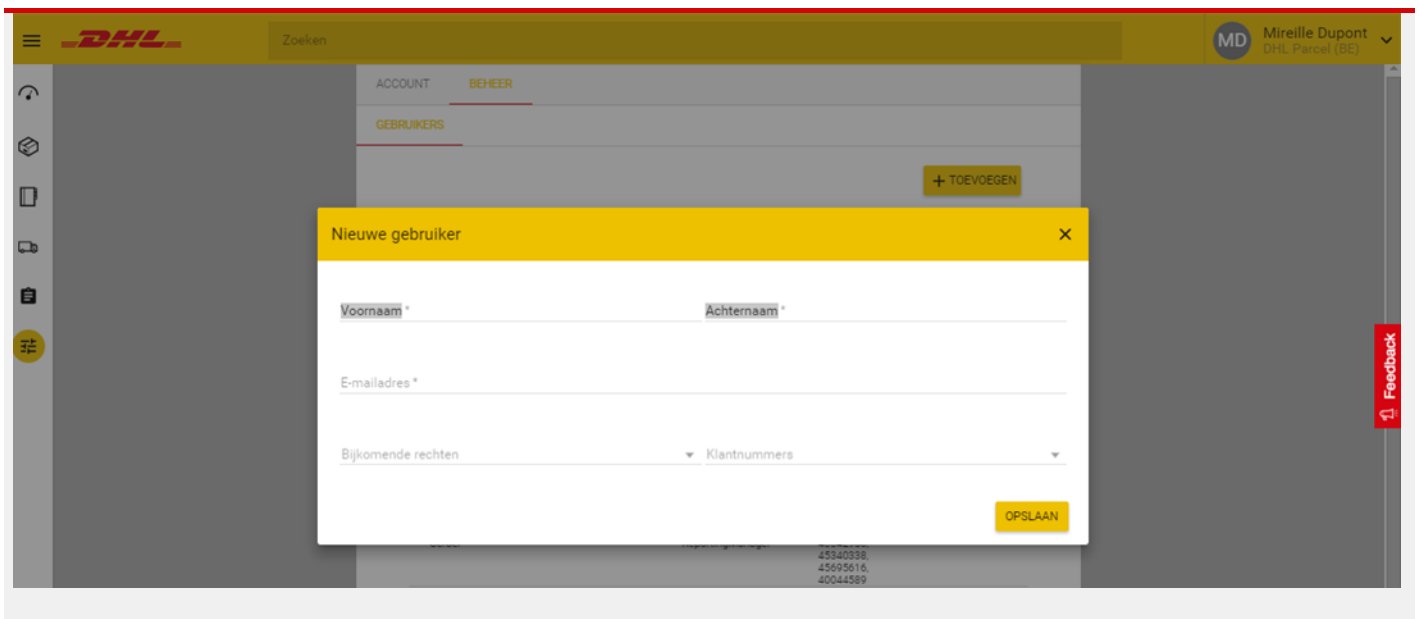 DHL
Zoeken
MD
Mireille Dupont
DHL Parcel (BE)
ACCOUNT BEHEER
GEBRUIKERS
+ TOEVOEGEN
Nieuwe gebruiker
Voornaam * Achternaam *
E-mailadres *
Bijkomende rechten Klantnummers
OPSLAAN
45340338,
45695616,
40044589
Feedback